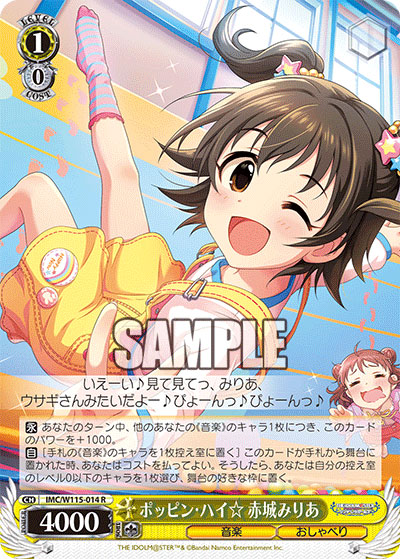 LEVEL
1
0
COST
SAMPLE
いえーい♪見て見てっ、みりあ、
ウサギさんみたいだよー♪ぴょーんっ♪ぴょーんっ♪
永 あなたのターン中、他のあなたの《音楽》のキャラ1枚につき、このカード
のパワーを＋1000。
自 [手札の《音楽》のキャラを1枚控え室に置く] このカードが手札から舞台
に置かれた時、あなたはコストを払ってよい。そうしたら、あなたは自分の控え室
のレベル0以下のキャラを1枚選び、舞台の好きな枠に置く。
CH IMC/W115-014 R
4000
ポッピン・ハイ☆ 赤城みりあ
音楽 おしゃべり
THE IDOLM@STER™ & ©Bandai Namco Entertainment Inc.